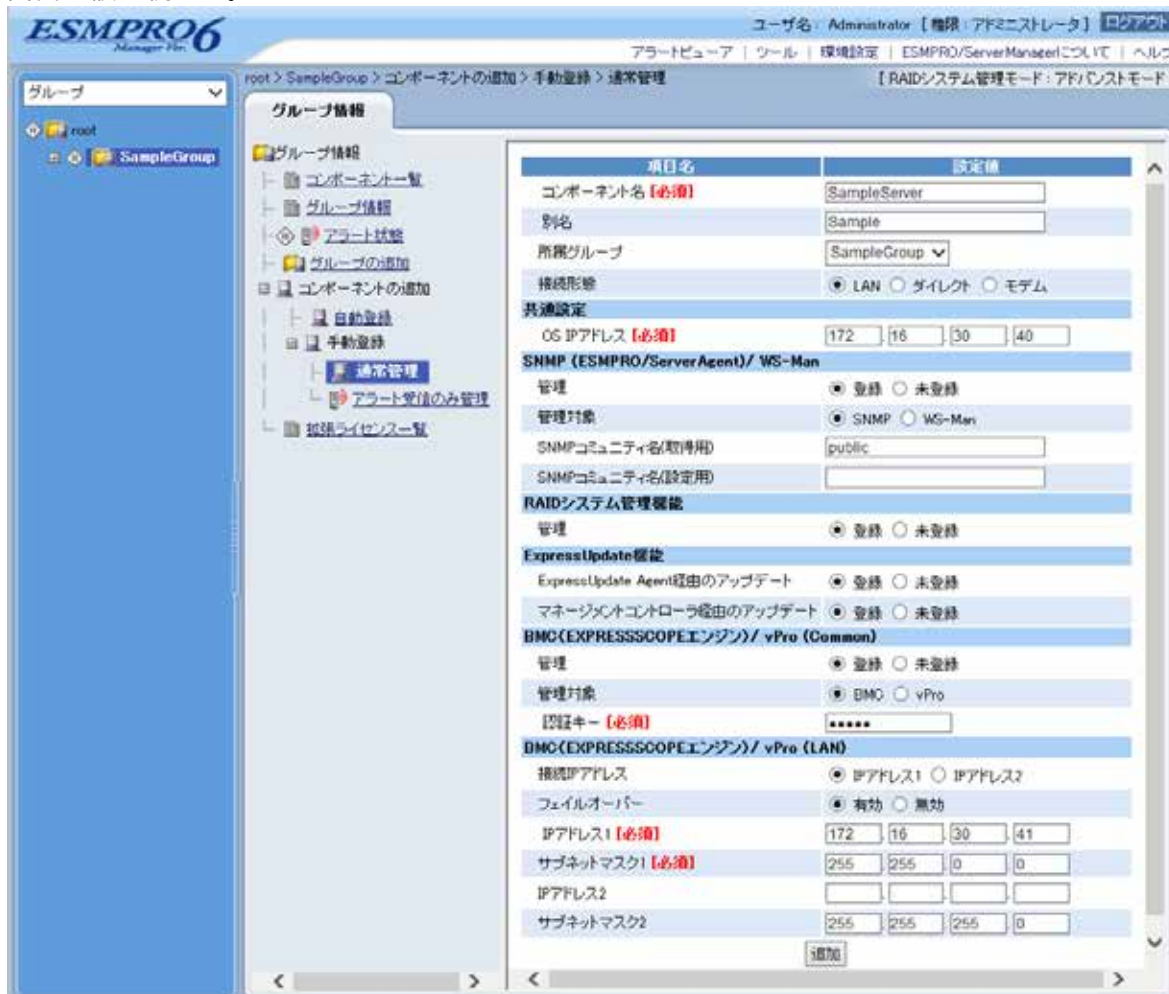 ESMPRO6
Manager Ver.
ユーザ名: Administrator 【権限:アドミニストレータ】 ログアウト
アラートビューア | ツール | 環境設定 | ESMPRO/ServerManagerについて | ヘルプ
グループ
root > SampleGroup > コンポーネントの追加 > 手動登録 > 通常管理
【RAIDシステム管理モード:アドバンストモード
グループ情報
root
SampleGroup
グループ情報
コンポーネント一覧
グループ情報
アラート状態
グループの追加
コンポーネントの追加
自動登録
手動登録
通常管理
アラート受信のみ管理
拡張ライセンス一覧
項目名 設定値
コンポーネント名【必須】 SampleServer
別名 Sample
所属グループ SampleGroup
接続形態 LAN ダイレクト モデム
共通設定
OS IPアドレス【必須】 172 . 16 . 30 . 40
SNMP (ESMPRO/ServerAgent)/ WS-Man
管理 登録 未登録
管理対象 SNMP WS-Man
SNMPコミュニティ名(取得用) public
SNMPコミュニティ名(設定用)
RAIDシステム管理機能
管理 登録 未登録
ExpressUpdate機能
ExpressUpdate Agent経由のアップデート 登録 未登録
マネージメントコントローラ経由のアップデート 登録 未登録
BMC(EXPRESSSCOPEエンジン)/ vPro (Common)
管理 登録 未登録
管理対象 BMC vPro
認証キー【必須】 •••••
BMC(EXPRESSSCOPEエンジン)/ vPro (LAN)
接続IPアドレス IPアドレス1 IPアドレス2
フェイルオーバー 有効 無効
IPアドレス1【必須】 172 . 16 . 30 . 41
サブネットマスク1【必須】 255 . 255 . 0 . 0
IPアドレス2 . . .
サブネットマスク2 255 . 255 . 255 . 0
追加